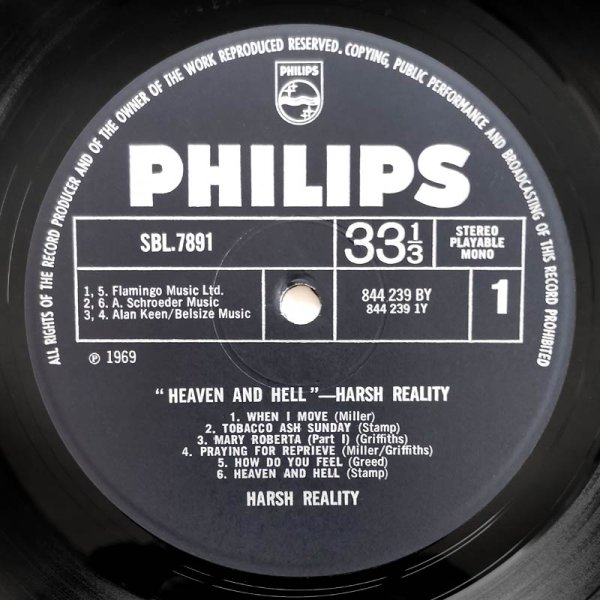 ALL RIGHTS OF THE RECORD PRODUCER AND OF THE OWNER OF THE WORK REPRODUCED RESERVED. COPYING, PUBLIC PERFORMANCE AND BROADCASTING OF THIS RECORD PROHIBITED
PHILIPS
PHILIPS
SBL.7891
33⅓
STEREO
PLAYABLE
MONO
1, 5. Flamingo Music Ltd.
2, 6. A. Schroeder Music
3, 4. Alan Keen/Belsize Music
844 239 BY
844 239 1Y
1
℗ 1969
"HEAVEN AND HELL"—HARSH REALITY
1. WHEN I MOVE (Miller)
2. TOBACCO ASH SUNDAY (Stamp)
3. MARY ROBERTA (Part I) (Griffiths)
4. PRAYING FOR REPRIEVE (Miller/Griffiths)
5. HOW DO YOU FEEL (Greed)
6. HEAVEN AND HELL (Stamp)
HARSH REALITY